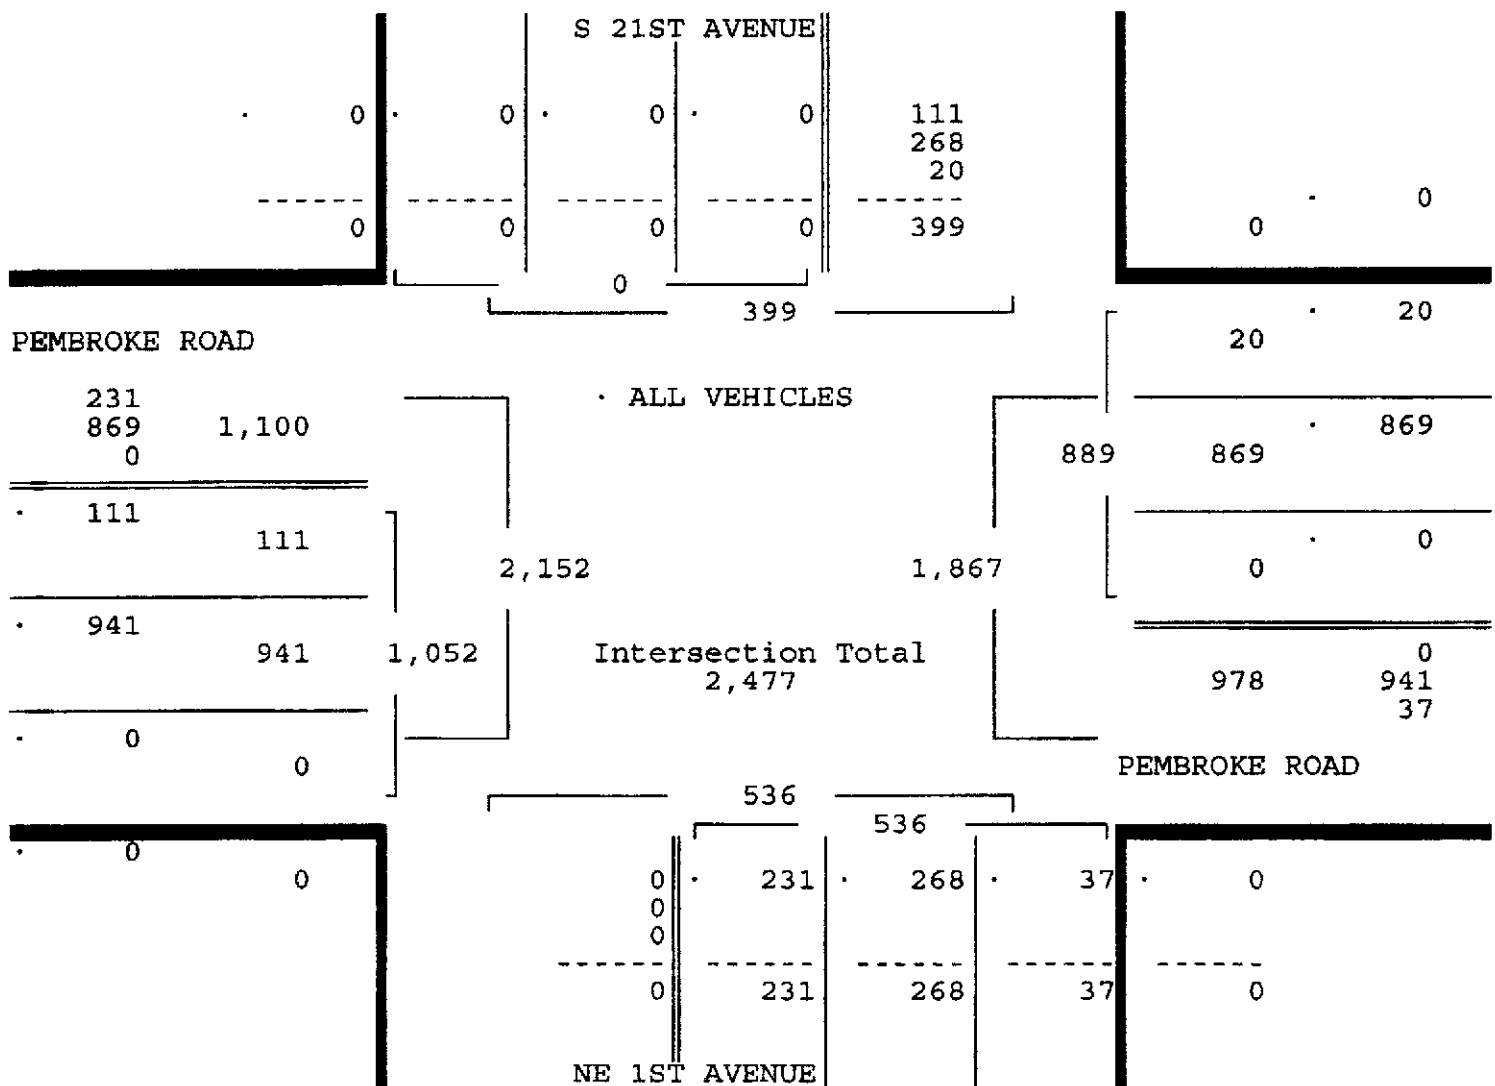 S 21ST AVENUE
· 0 · 0 · 0 · 0 111
268
20
------ ------ ------ ------ ------ · 0
0 0 0 0 399 0
0
399 · 20
PEMBROKE ROAD 20
231 · ALL VEHICLES
869 1,100 · 869
0 889 869
· 111
111 · 0
2,152 1,867 0
· 941
941 1,052 Intersection Total 0
2,477 978 941
37
· 0
0 PEMBROKE ROAD
536
536
· 0
0 0 · 231 · 268 · 37 · 0
0
0
------ ------ ------ ------ ------
0 231 268 37 0
NE 1ST AVENUE